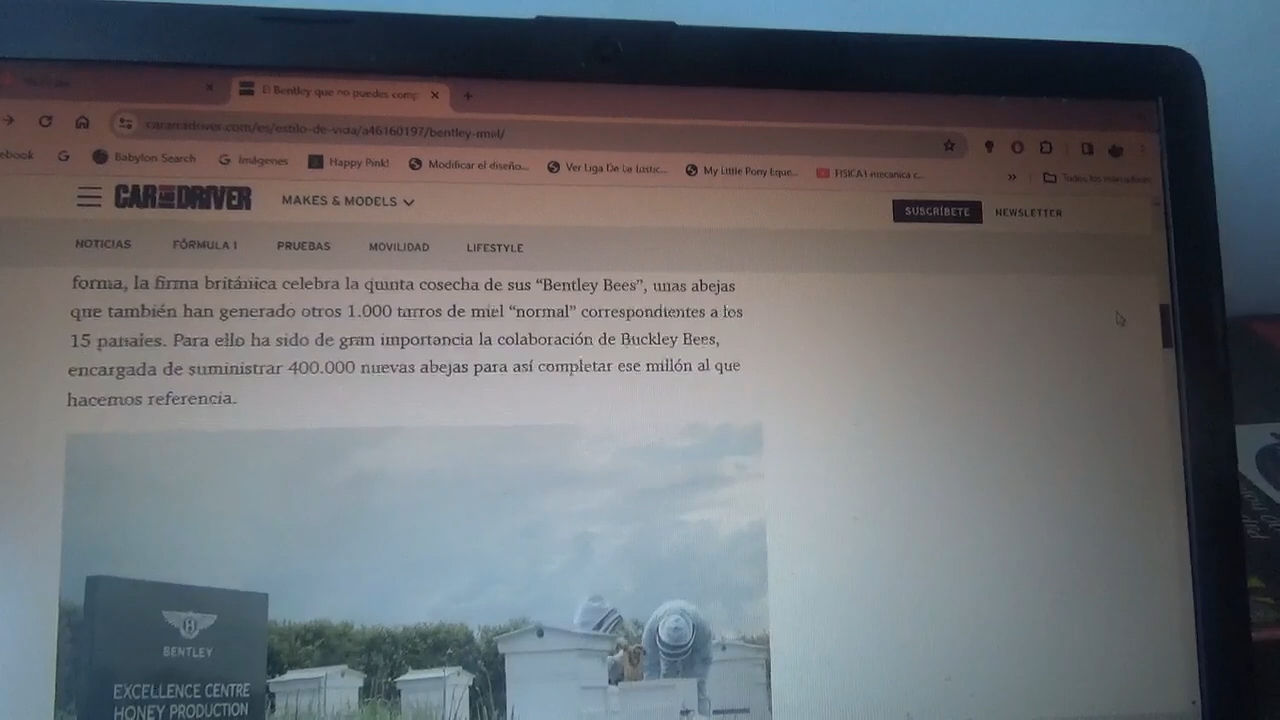 El Bentley que no puedes comp
caranddriver.com/es/estilo-de-vida/a46160197/bentley-miel/
ebook
Babylon Search
Imágenes
Happy Pink!
Modificar el diseño...
Ver Liga De La Justic...
My Little Pony Eque...
FISICA1 mecanica c...
Todos los marcadores
CAR AND DRIVER
MAKES & MODELS
SUSCRÍBETE
NEWSLETTER
NOTICIAS
FÓRMULA 1
PRUEBAS
MOVILIDAD
LIFESTYLE
forma, la firma británica celebra la quinta cosecha de sus “Bentley Bees”, unas abejas
que también han generado otros 1.000 tarros de miel “normal” correspondientes a los
15 panales. Para ello ha sido de gran importancia la colaboración de Buckley Bees,
encargada de suministrar 400.000 nuevas abejas para así completar ese millón al que
hacemos referencia.
B
BENTLEY
EXCELLENCE CENTRE
HONEY PRODUCTION